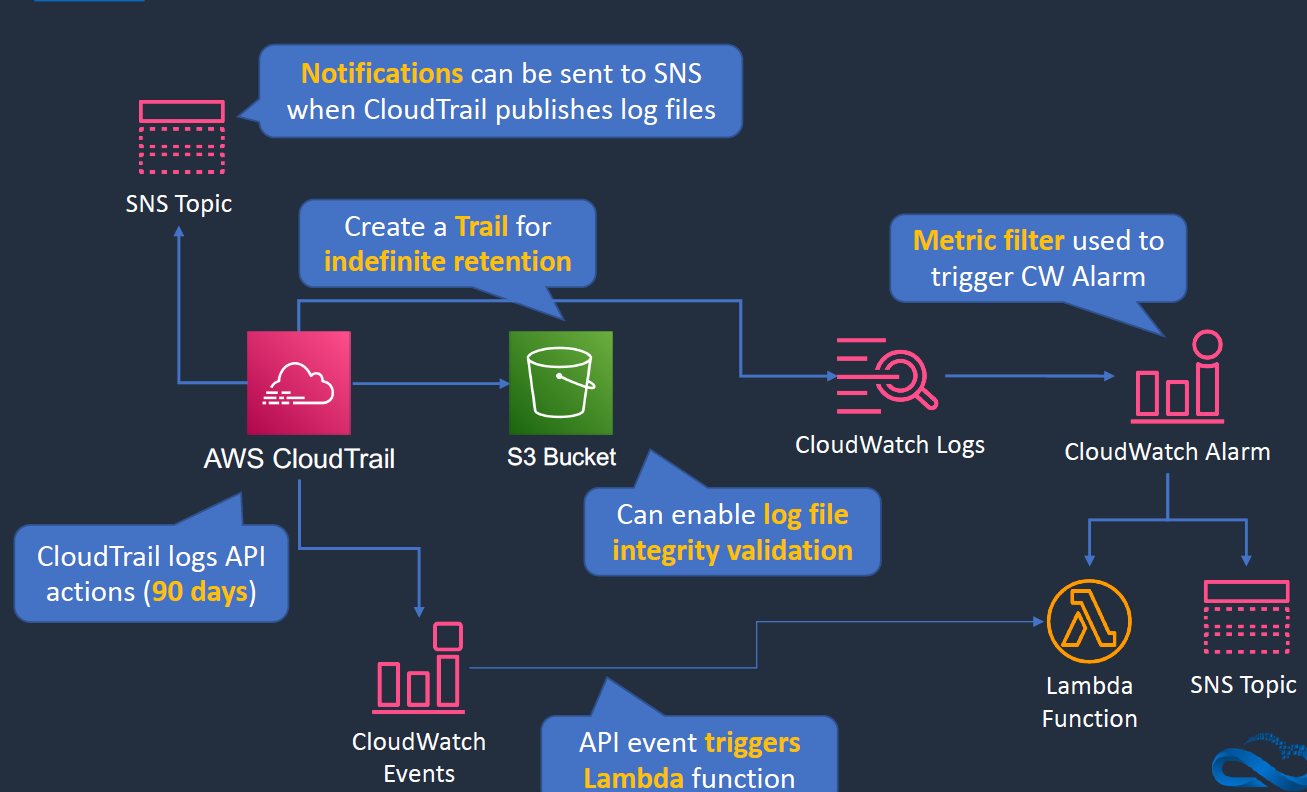 Notifications can be sent to SNS
when CloudTrail publishes log files
SNS Topic
Create a Trail for
indefinite retention
Metric filter used to
trigger CW Alarm
AWS CloudTrail
S3 Bucket
CloudWatch Logs
CloudWatch Alarm
Can enable log file
integrity validation
CloudTrail logs API
actions (90 days)
Lambda
Function
SNS Topic
CloudWatch
Events
API event triggers
Lambda function